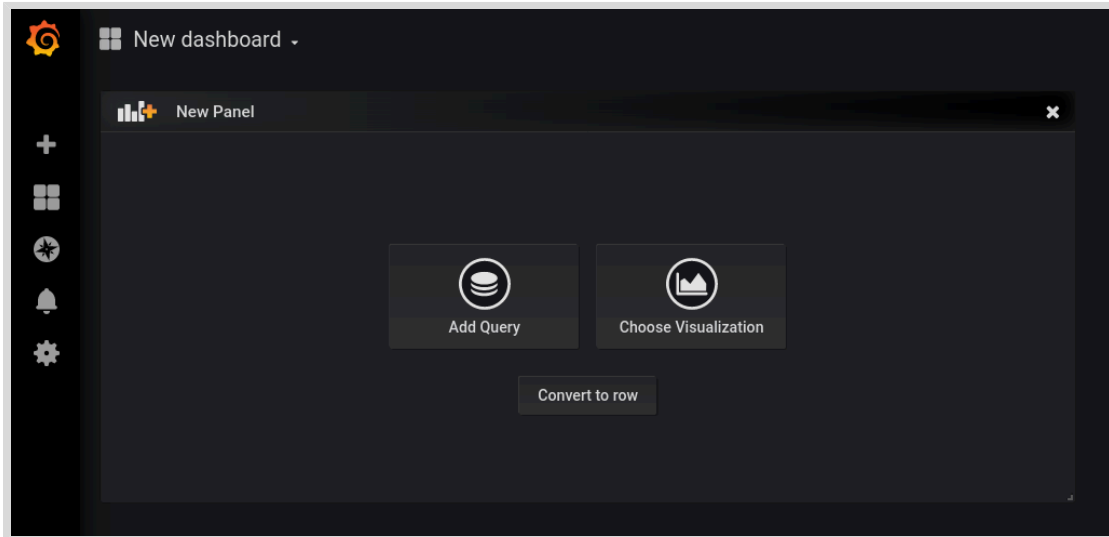 New dashboard
New Panel
Add Query
Choose Visualization
Convert to row